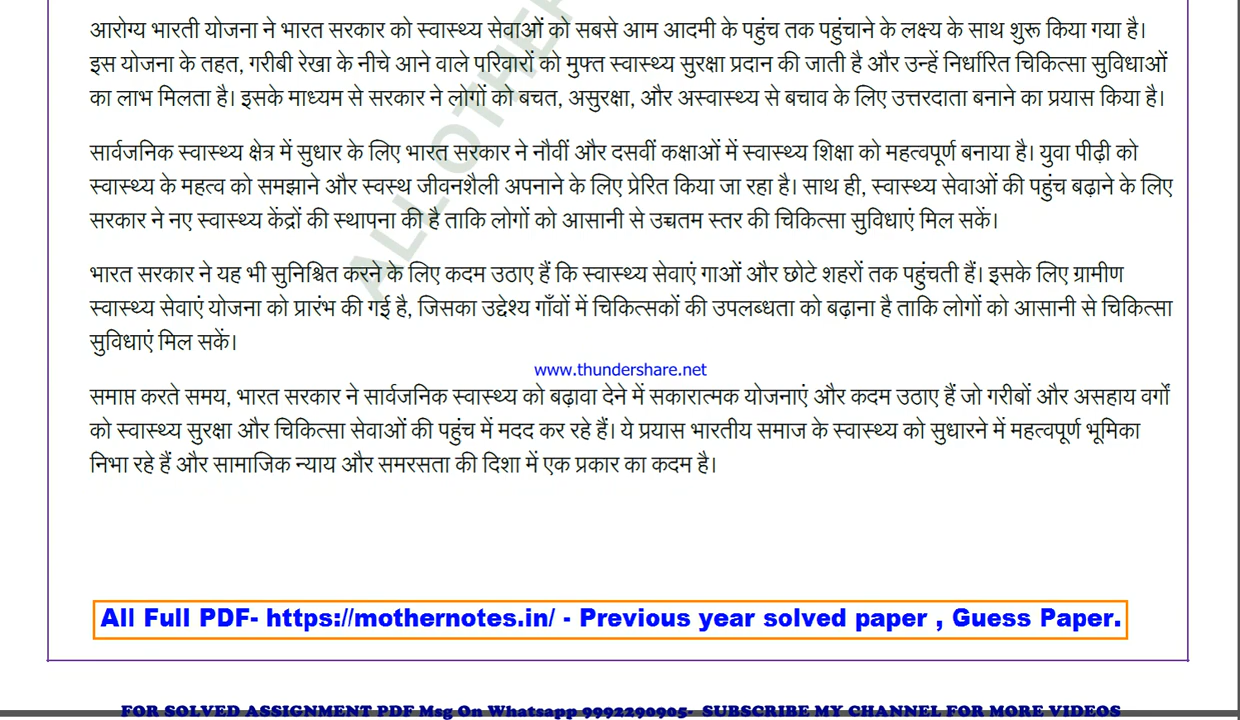 आरोग्य भारती योजना ने भारत सरकार को स्वास्थ्य सेवाओं को सबसे आम आदमी के पहुंच तक पहुंचाने के लक्ष्य के साथ शुरू किया गया है।
इस योजना के तहत, गरीबी रेखा के नीचे आने वाले परिवारों को मुफ्त स्वास्थ्य सुरक्षा प्रदान की जाती है और उन्हें निर्धारित चिकित्सा सुविधाओं
का लाभ मिलता है। इसके माध्यम से सरकार ने लोगों को बचत, असुरक्षा, और अस्वास्थ्य से बचाव के लिए उत्तरदाता बनाने का प्रयास किया है।
सार्वजनिक स्वास्थ्य क्षेत्र में सुधार के लिए भारत सरकार ने नौवीं और दसवीं कक्षाओं में स्वास्थ्य शिक्षा को महत्वपूर्ण बनाया है। युवा पीढ़ी को
स्वास्थ्य के महत्व को समझाने और स्वस्थ जीवनशैली अपनाने के लिए प्रेरित किया जा रहा है। साथ ही, स्वास्थ्य सेवाओं की पहुंच बढ़ाने के लिए
सरकार ने नए स्वास्थ्य केंद्रों की स्थापना की है ताकि लोगों को आसानी से उच्चतम स्तर की चिकित्सा सुविधाएं मिल सकें।
भारत सरकार ने यह भी सुनिश्चित करने के लिए कदम उठाए हैं कि स्वास्थ्य सेवाएं गाओं और छोटे शहरों तक पहुंचती हैं। इसके लिए ग्रामीण
स्वास्थ्य सेवाएं योजना को प्रारंभ की गई है, जिसका उद्देश्य गाँवों में चिकित्सकों की उपलब्धता को बढ़ाना है ताकि लोगों को आसानी से चिकित्सा
सुविधाएं मिल सकें।
www.thundershare.net
समाप्त करते समय, भारत सरकार ने सार्वजनिक स्वास्थ्य को बढ़ावा देने में सकारात्मक योजनाएं और कदम उठाए हैं जो गरीबों और असहाय वर्गों
को स्वास्थ्य सुरक्षा और चिकित्सा सेवाओं की पहुंच में मदद कर रहे हैं। ये प्रयास भारतीय समाज के स्वास्थ्य को सुधारने में महत्वपूर्ण भूमिका
निभा रहे हैं और सामाजिक न्याय और समरसता की दिशा में एक प्रकार का कदम है।
ALL OTHER
All Full PDF- https://mothernotes.in/ - Previous year solved paper , Guess Paper.
FOR SOLVED ASSIGNMENT PDF Msg On Whatsapp 9992290905- SUBSCRIBE MY CHANNEL FOR MORE VIDEOS